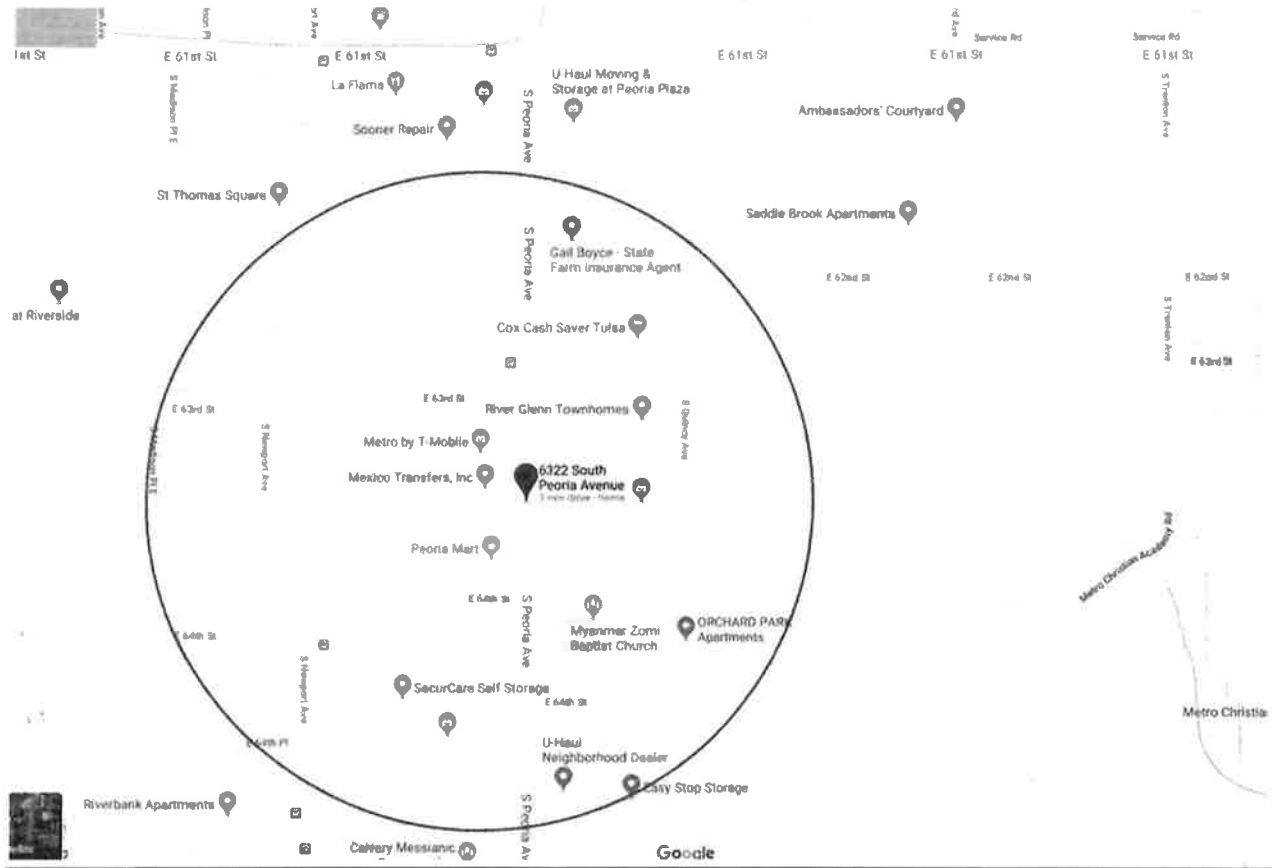 E 61st St
E 61st St
E 61st St
E 61st St
E 61st St
Service Rd
Service Rd
La Flama
U-Haul Moving &
Storage at Peoria Plaza
Ambassadors' Courtyard
S Madison Pl E
S Peoria Ave
S Trenton Ave
Sooner Repair
St Thomas Square
Saddle Brook Apartments
S Peoria Ave
Gail Boyce - State
Farm Insurance Agent
E 62nd St
E 62nd St
E 62nd St
at Riverside
Cox Cash Saver Tulsa
S Trenton Ave
E 63rd St
E 63rd St
E 63rd St
River Glenn Townhomes
S Newport Ave
Metro by T-Mobile
Mexico Transfers, Inc
6322 South
Peoria Avenue
Peoria Mart
Metro Christian Academy Rd
E 64th St
S Peoria Ave
E 64th St
Myanmar Zomi
Baptist Church
ORCHARD PARK
Apartments
S Newport Ave
SecurCare Self Storage
E 64th St
Metro Christia
E 64th Pl
U-Haul
Neighborhood Dealer
Easy Stop Storage
Riverbank Apartments
S Peoria Av
Calvary Messianic
Google